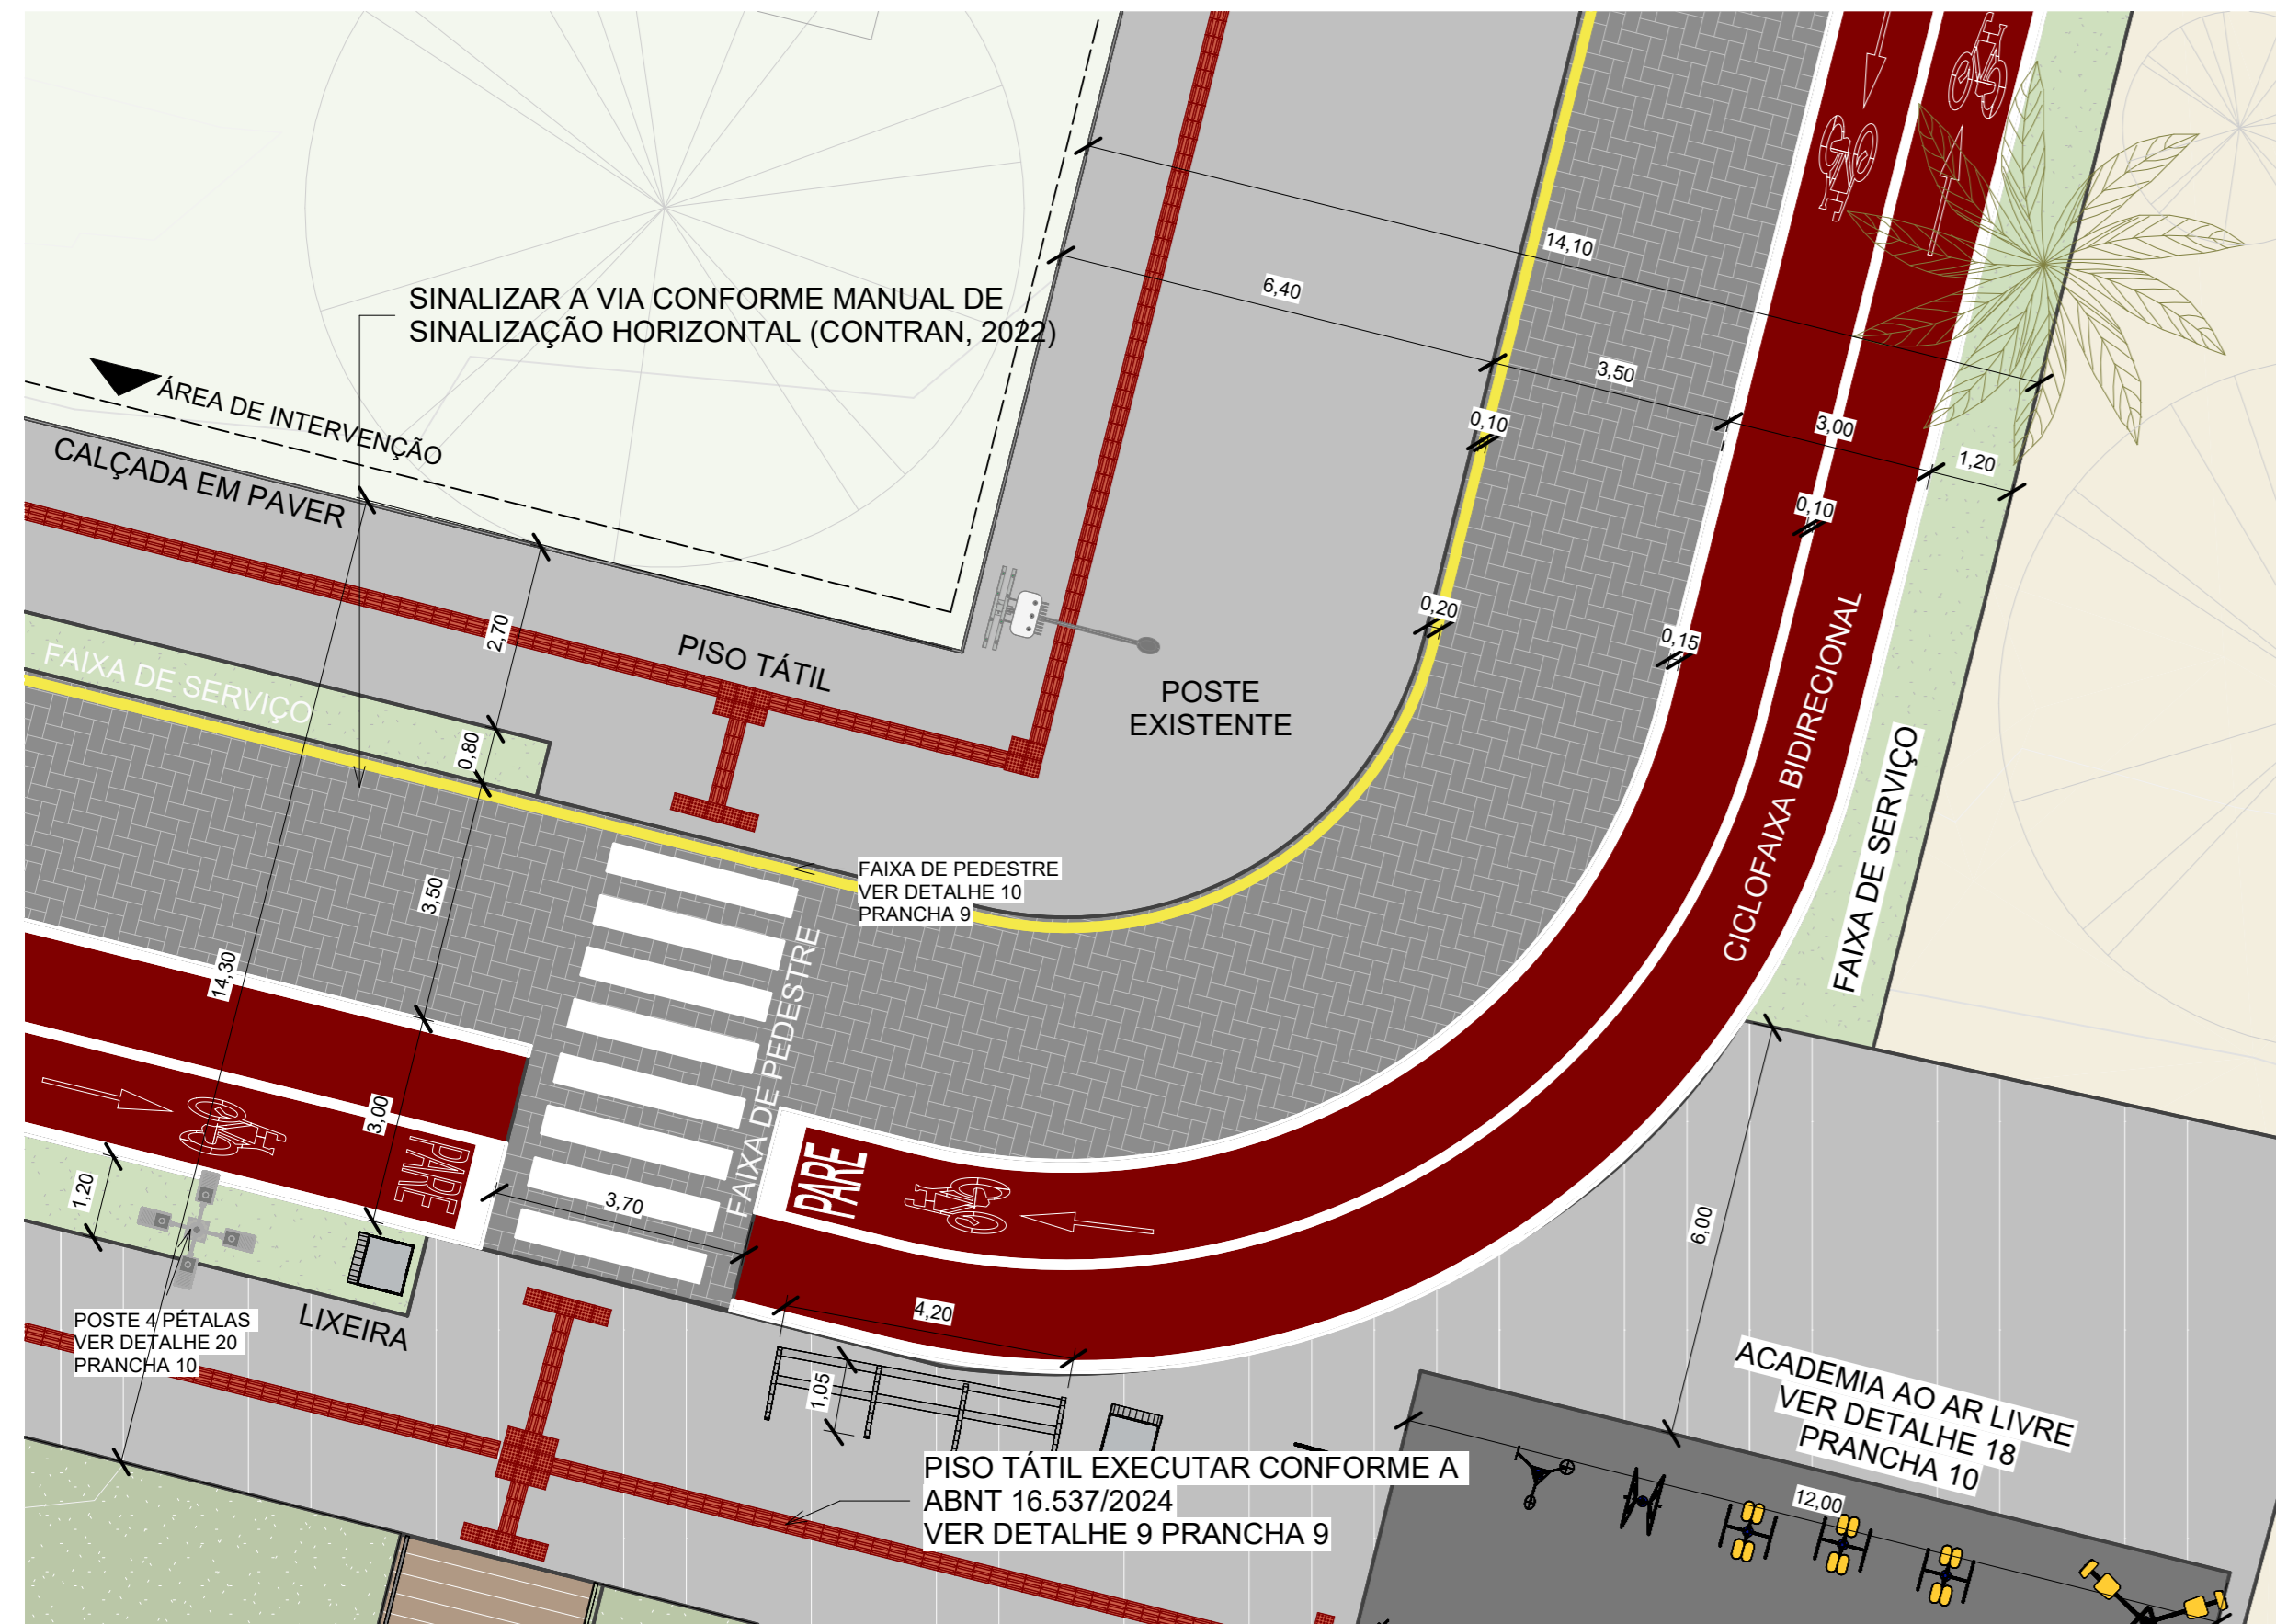 14,10
6,40
SINALIZAR A VIA CONFORME MANUAL DE
SINALIZAÇÃO HORIZONTAL (CONTRAN, 2022)
3,50
ÁREA DE INTERVENÇÃO
0,10
3,00
1,20
CALÇADA EM PAVER
0,10
0,20
0,15
2,70
PISO TÁTIL
FAIXA DE SERVIÇO
POSTE
EXISTENTE
0,80
CICLOFAIXA BIDIRECIONAL
FAIXA DE SERVIÇO
FAIXA DE PEDESTRE
VER DETALHE 10
PRANCHA 9
3,50
14,30
FAIXA DE PEDESTRE
3,00
PARE
PARE
1,20
3,70
6,00
4,20
POSTE 4 PÉTALAS
VER DETALHE 20
PRANCHA 10
LIXEIRA
1,05
ACADEMIA AO AR LIVRE
VER DETALHE 18
PRANCHA 10
PISO TÁTIL EXECUTAR CONFORME A
ABNT 16.537/2024
VER DETALHE 9 PRANCHA 9
12,00